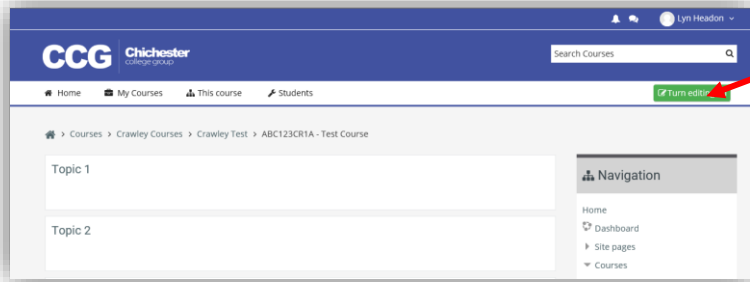 Lyn Headon
CCG Chichester
college group
Search Courses
Home My Courses This course Students
Turn editing
Courses > Crawley Courses > Crawley Test > ABC123CR1A - Test Course
Topic 1
Navigation
Home
Topic 2
Dashboard
Site pages
Courses